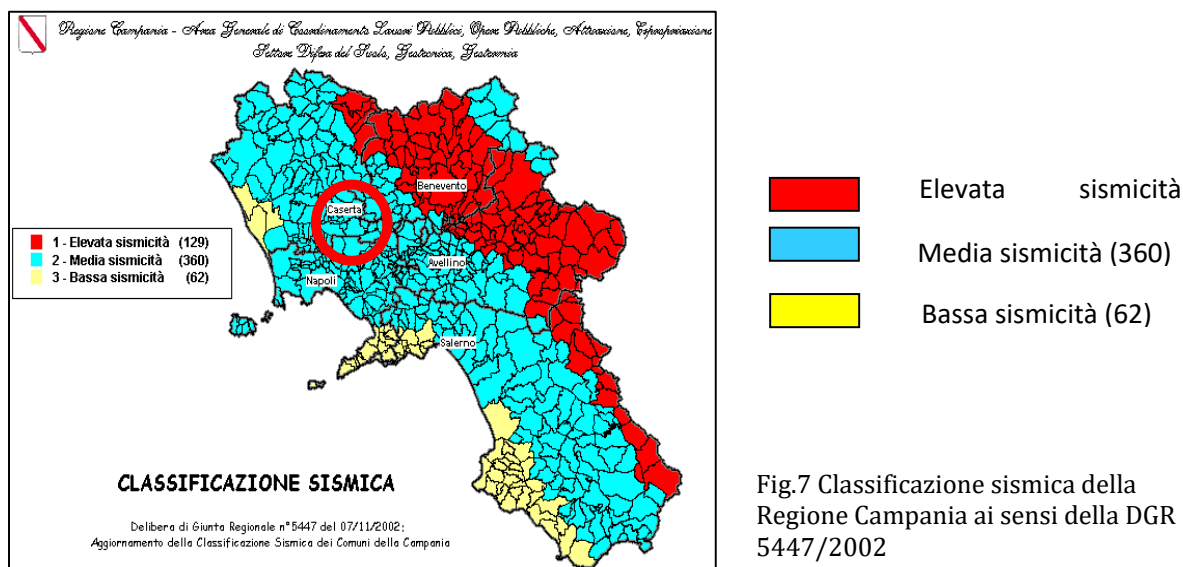 Regione Campania - Area Generale di Coordinamento Lavori Pubblici, Opere Pubbliche, Attuazione, Espropriazione
Settore Difesa del Suolo, Geotecnica, Geotermia
Benevento
Caserta
1 - Elevata sismicità (129)
2 - Media sismicità (360)
3 - Bassa sismicità (62)
Avellino
Napoli
Salerno
CLASSIFICAZIONE SISMICA
Delibera di Giunta Regionale n°5447 del 07/11/2002;
Aggiornamento della Classificazione Sismica dei Comuni della Campania
Elevata sismicità
Media sismicità (360)
Bassa sismicità (62)
Fig.7 Classificazione sismica della
Regione Campania ai sensi della DGR
5447/2002